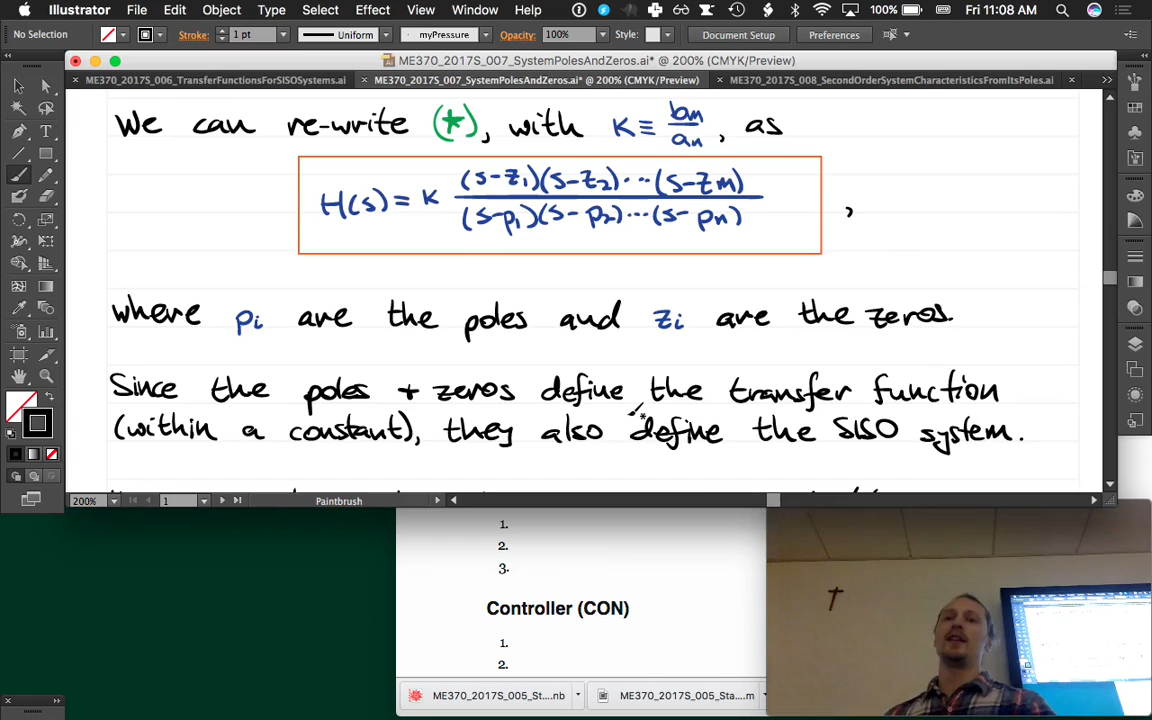 Illustrator File Edit Object Type Select Effect View Window Help 100% Fri 11:08 AM
No Selection Stroke: 1 pt Uniform myPressure Opacity: 100% Style: Document Setup Preferences
ME370_2017S_007_SystemPolesAndZeros.ai* @ 200% (CMYK/Preview)
ME370_2017S_006_TransferFunctionsForSISOSystems.ai ME370_2017S_007_SystemPolesAndZeros.ai* @ 200% (CMYK/Preview) ME370_2017S_008_SecondOrderSystemCharacteristicsFromItsPoles.ai
We can re-write (*), with K ≡ bm/an, as
H(s) = K (s-z1)(s-z2)···(s-zm)/(s-p1)(s-p2)···(s-pn) ,
where pi are the poles and zi are the zeros.
Since the poles + zeros define the transfer function
(within a constant), they also define the SISO system.
200% 1 Paintbrush
1.
2.
3.
Controller (CON)
1.
2.
ME370_2017S_005_St....nb ME370_2017S_005_Sta....m